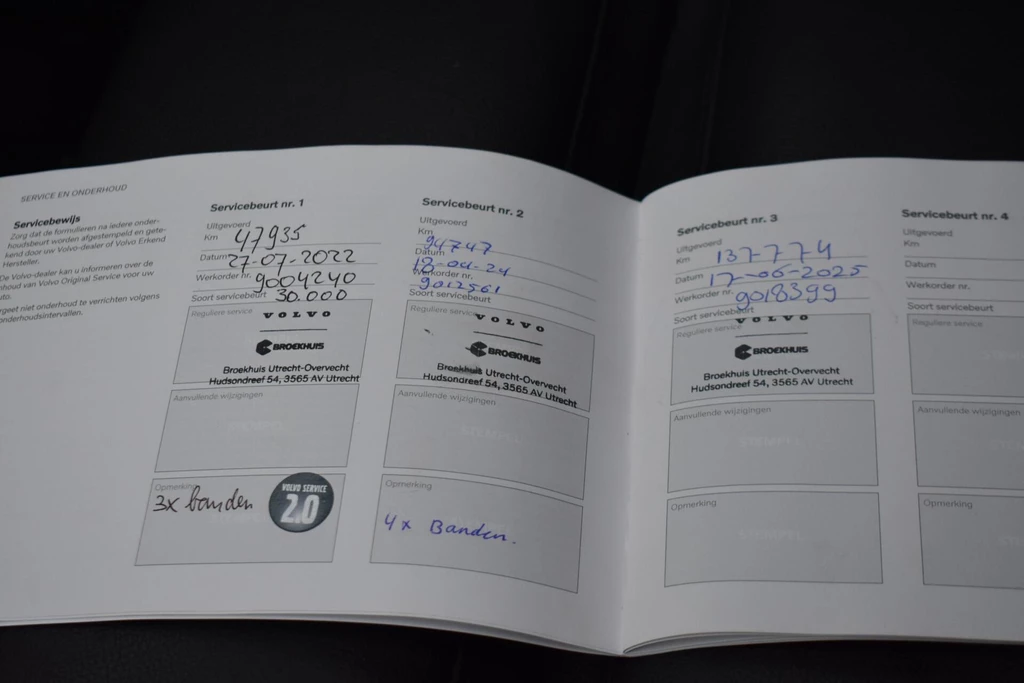 SERVICE EN ONDERHOUD
Servicebewijs
Zorg dat de formulieren na iedere onder-
houdsbeurt worden afgestempeld en gete-
kend door uw Volvo-dealer of Volvo Erkend
Hersteller.
De Volvo-dealer kan u informeren over de
inhoud van Volvo Original Service voor uw
auto.
rgeet niet onderhoud te verrichten volgens
onderhoudsintervallen.
Servicebeurt nr. 1
Uitgevoerd
Km 47935
Datum 27-07-2022
Werkorder nr. 9004240
Soort servicebeurt 30.000
Reguliere service
VOLVO
BROEKHUIS
Broekhuis Utrecht-Overvecht
Hudsondreef 54, 3565 AV Utrecht
Aanvullende wijzigingen
Opmerking
3x banden
VOLVO SERVICE
2.0
Servicebeurt nr. 2
Uitgevoerd
Km 94747
Datum 18-04-24
Werkorder nr. 9012561
Soort servicebeurt
Reguliere service
VOLVO
BROEKHUIS
Broekhuis Utrecht-Overvecht
Hudsondreef 54, 3565 AV Utrecht
Aanvullende wijzigingen
Opmerking
4x Banden.
Servicebeurt nr. 3
Uitgevoerd
Km 137774
Datum 17-06-2025
Werkorder nr. 9018399
Soort servicebeurt
Reguliere service
VOLVO
BROEKHUIS
Broekhuis Utrecht-Overvecht
Hudsondreef 54, 3565 AV Utrecht
Aanvullende wijzigingen
Opmerking
Servicebeurt nr. 4
Uitgevoerd
Km
Datum
Werkorder nr.
Soort servicebeurt
Reguliere service
Aanvullende wijzigingen
Opmerking